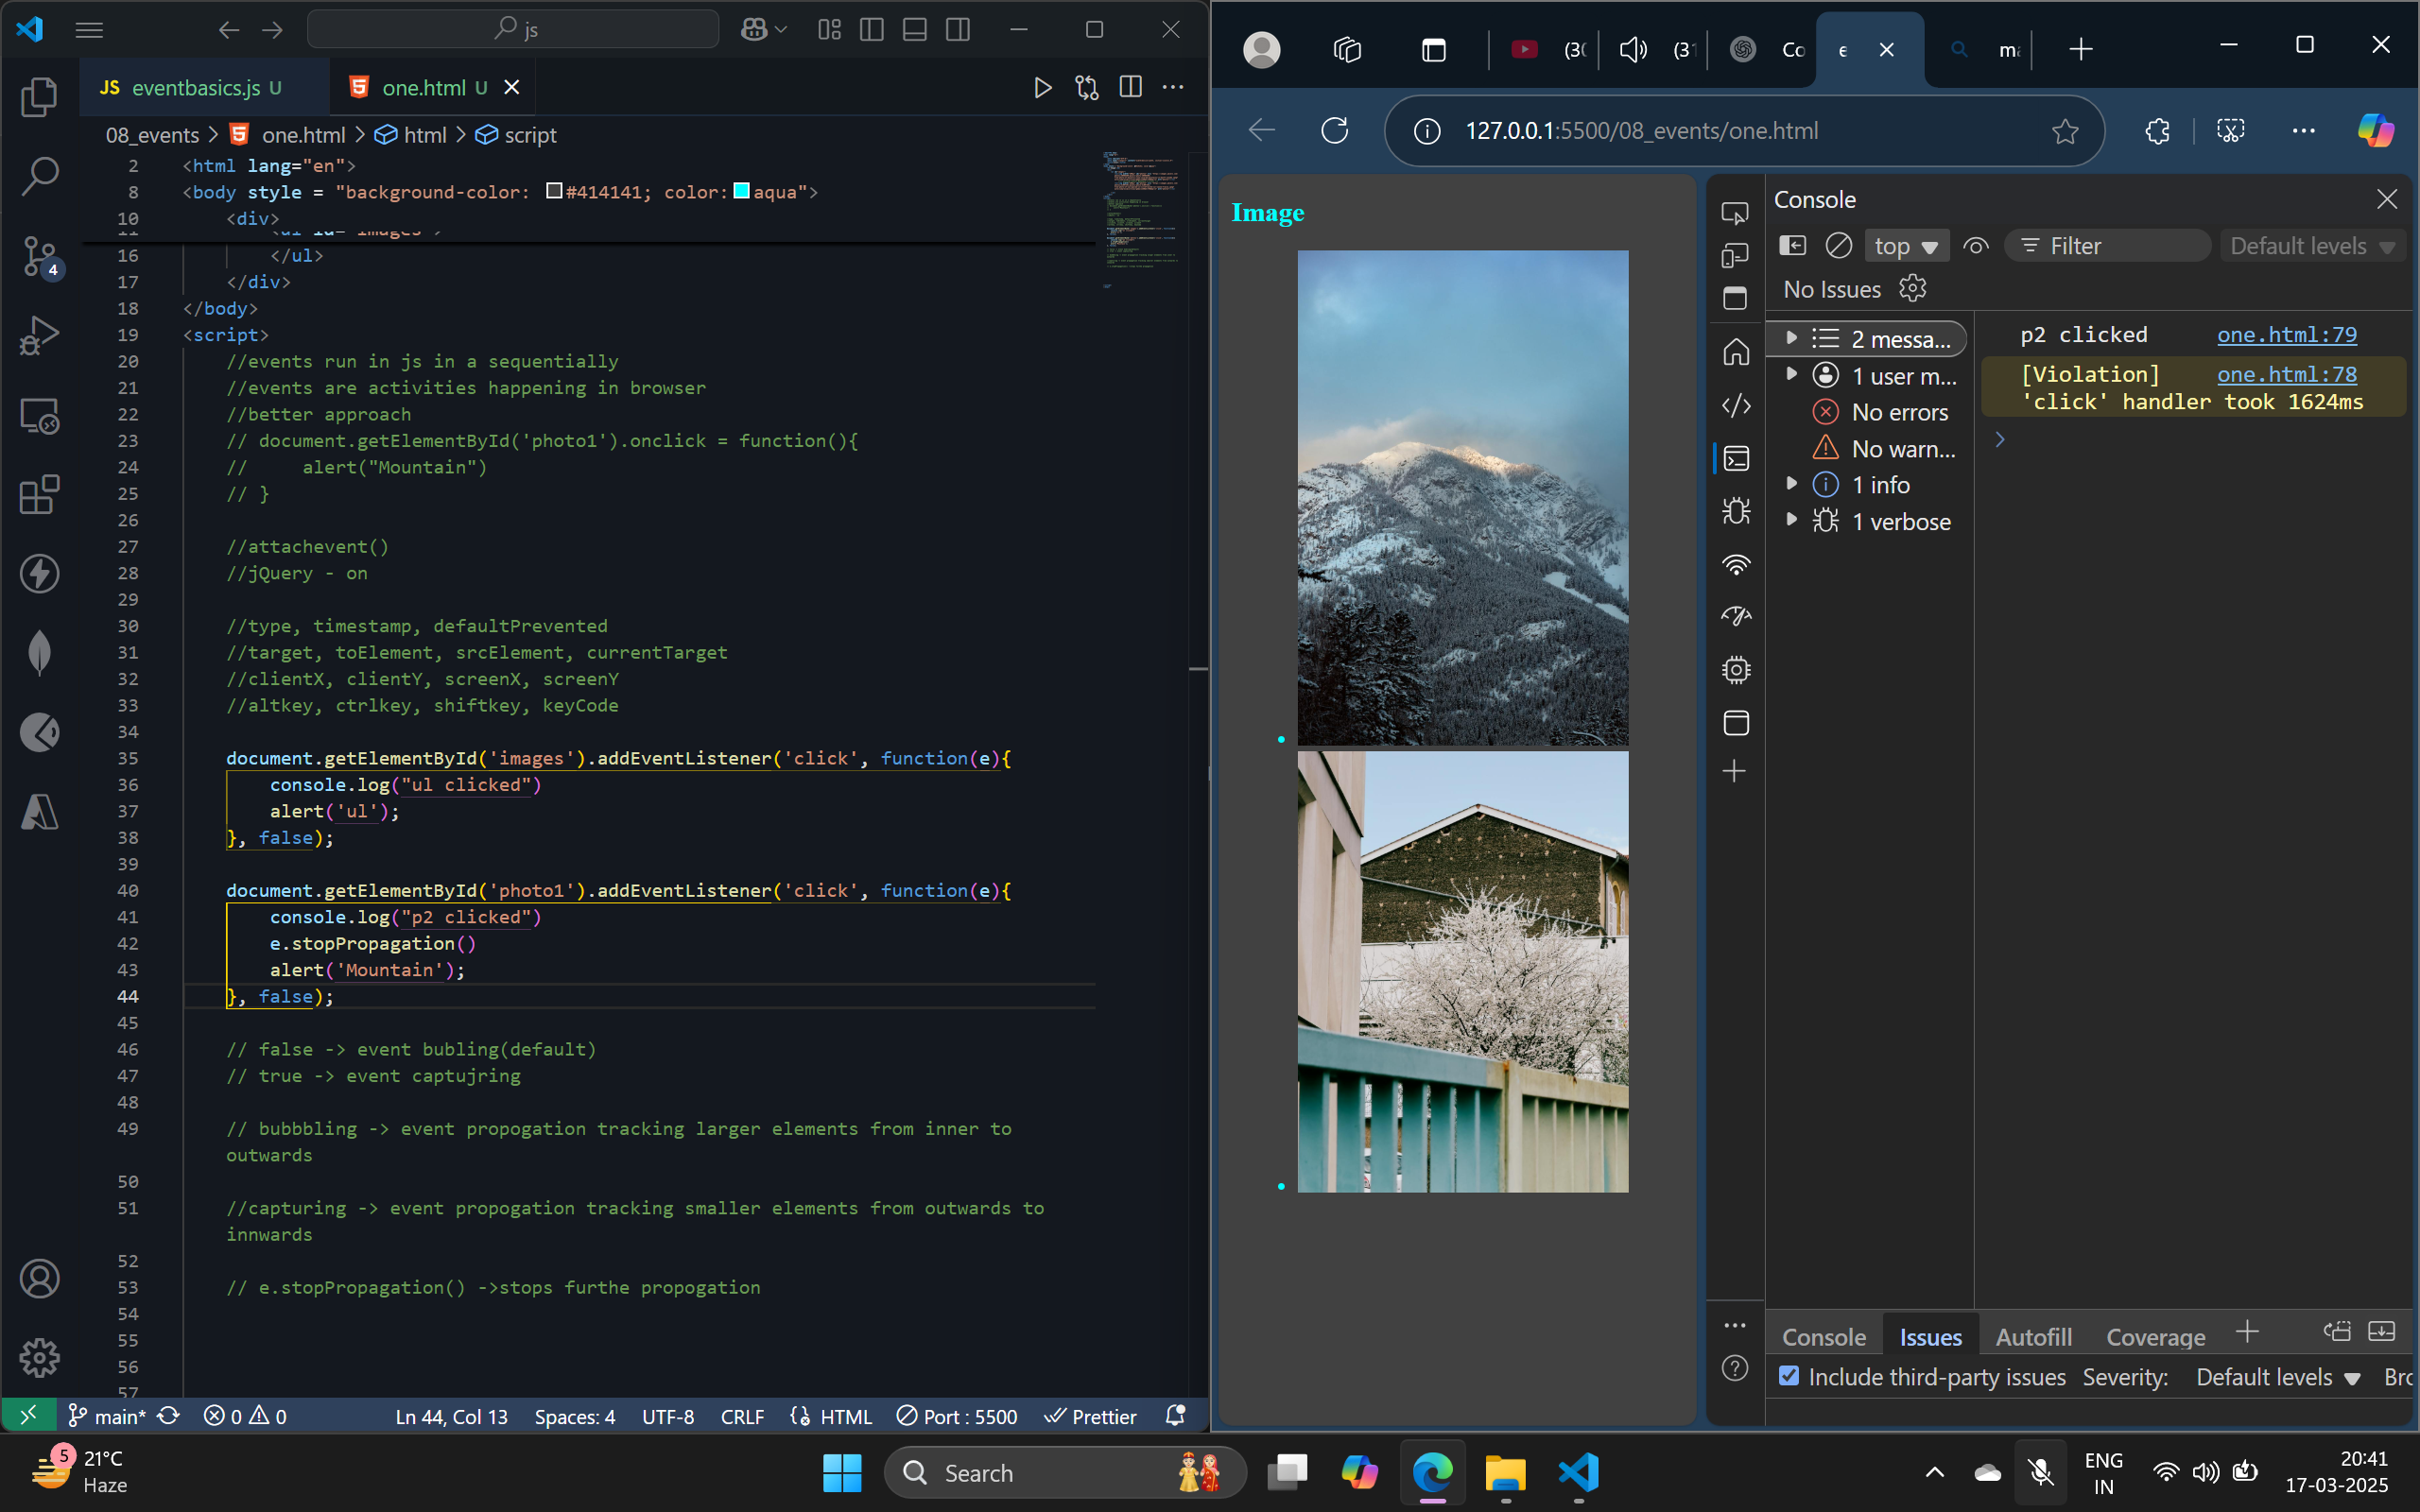 js
JS eventbasics.js U
one.html U
08_events > one.html > html > script
2 <html lang="en">
8 <body style = "background-color: #414141; color: aqua">
10 <div>
16 </ul>
17 </div>
18 </body>
19 <script>
20 //events run in js in a sequentially
21 //events are activities happening in browser
22 //better approach
23 // document.getElementById('photo1').onclick = function(){
24 //     alert("Mountain")
25 // }
26
27 //attachevent()
28 //jQuery - on
29
30 //type, timestamp, defaultPrevented
31 //target, toElement, srcElement, currentTarget
32 //clientX, clientY, screenX, screenY
33 //altkey, ctrlkey, shiftkey, keyCode
34
35 document.getElementById('images').addEventListener('click', function(e){
36     console.log("ul clicked")
37     alert('ul');
38 }, false);
39
40 document.getElementById('photo1').addEventListener('click', function(e){
41     console.log("p2 clicked")
42     e.stopPropagation()
43     alert('Mountain');
44 }, false);
45
46 // false -> event bubling(default)
47 // true -> event captujring
48
49 // bubbbling -> event propogation tracking larger elements from inner to
outwards
50
51 //capturing -> event propogation tracking smaller elements from outwards to
innwards
52
53 // e.stopPropagation() ->stops furthe propogation
54
55
56
57
4
main* 0 0 Ln 44, Col 13 Spaces: 4 UTF-8 CRLF HTML Port : 5500 Prettier
(3
(3
Co
e
127.0.0.1:5500/08_events/one.html
Image
Console
top Filter Default levels
No Issues
2 messa...
1 user m...
No errors
No warn...
1 info
1 verbose
p2 clicked one.html:79
[Violation] one.html:78
'click' handler took 1624ms
Console Issues Autofill Coverage
Include third-party issues Severity: Default levels
5
21°C
Haze
Search
ENG
IN
20:41
17-03-2025